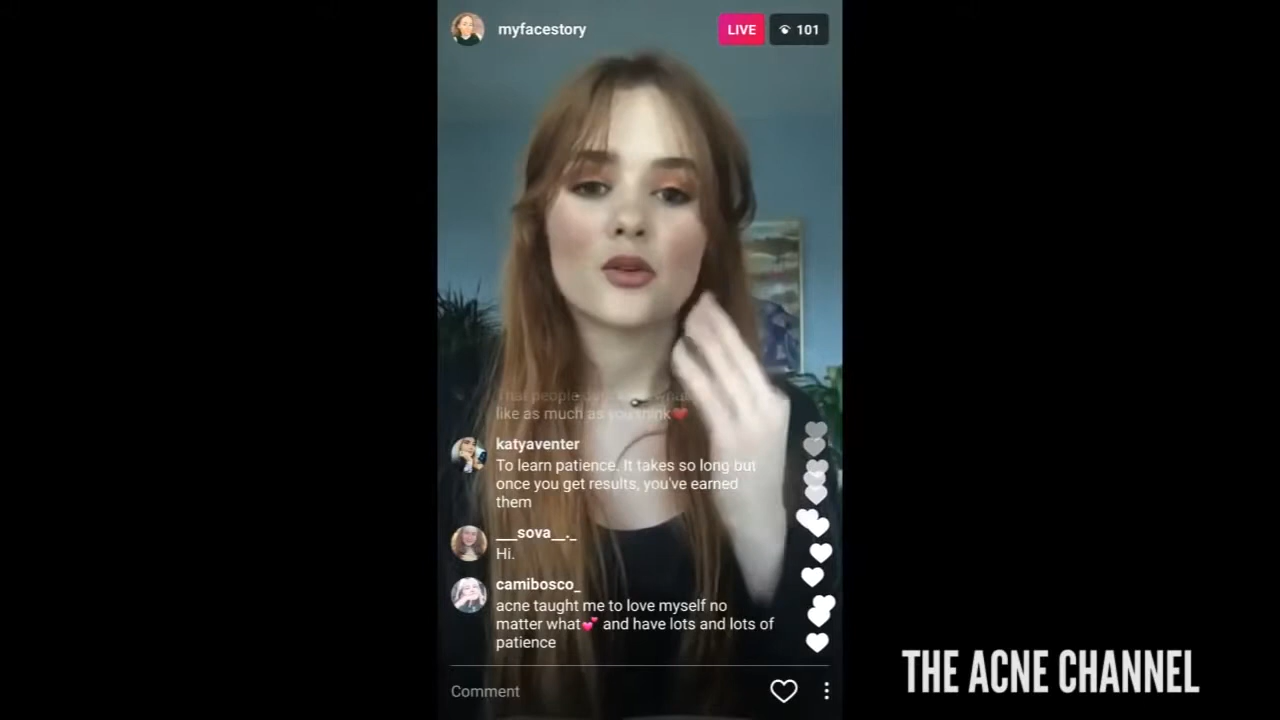 myfacestory
LIVE
101
That people
like as much as you think❤️
katyaventer
To learn patience. It takes so long but
once you get results, you've earned
them
___sova__._
Hi.
camibosco_
acne taught me to love myself no
matter what💕 and have lots and lots of
patience
Comment
THE ACNE CHANNEL